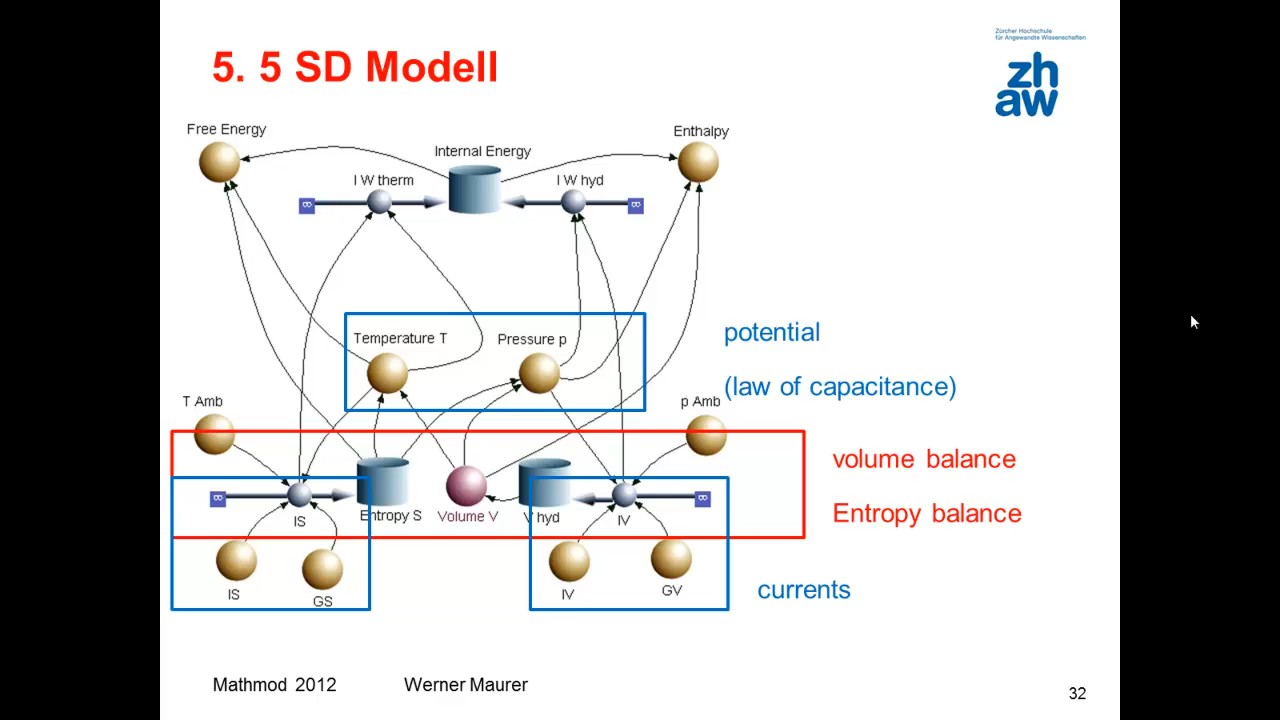 Zürcher Hochschule
für Angewandte Wissenschaften
zh
aw
5. 5 SD Modell
Free Energy
Enthalpy
Internal Energy
I W therm
I W hyd
Temperature T
Pressure p
potential
(law of capacitance)
T Amb
p Amb
volume balance
Entropy balance
IS
Entropy S
Volume V
V hyd
IV
IS
GS
IV
GV
currents
Mathmod 2012
Werner Maurer
32